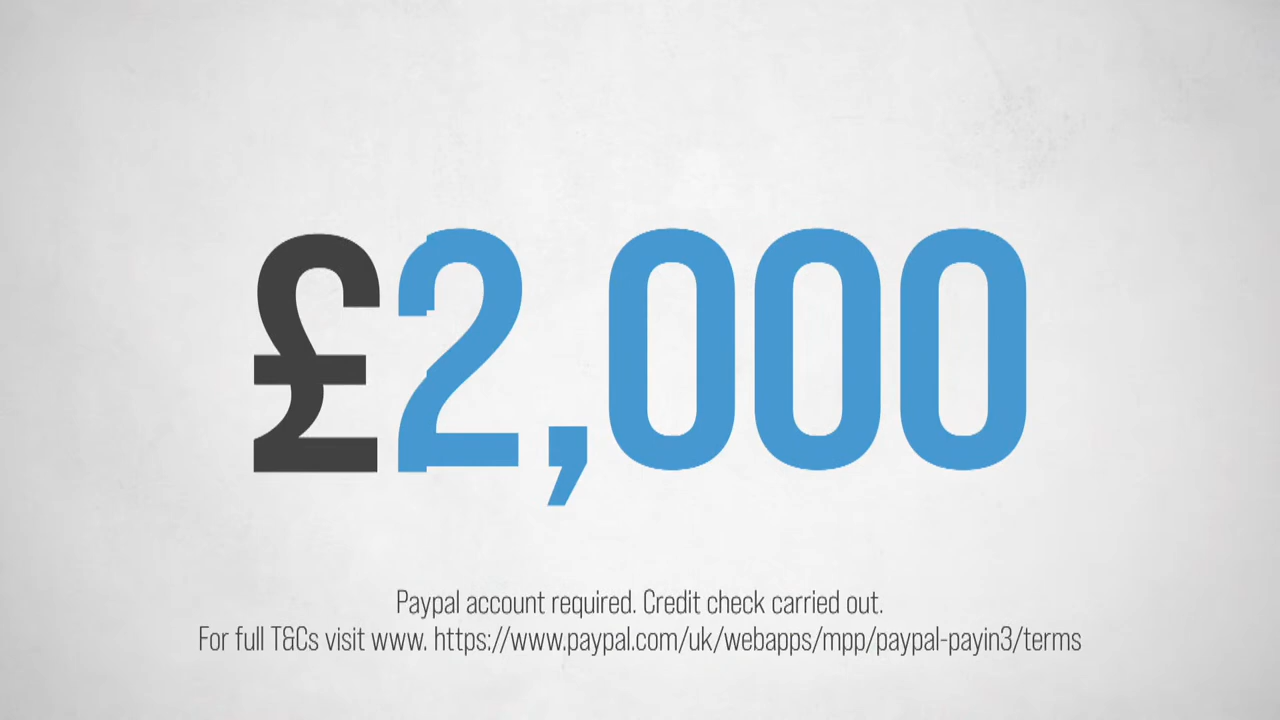 £2,000
Paypal account required. Credit check carried out.
For full T&Cs visit www. https://www.paypal.com/uk/webapps/mpp/paypal-payin3/terms